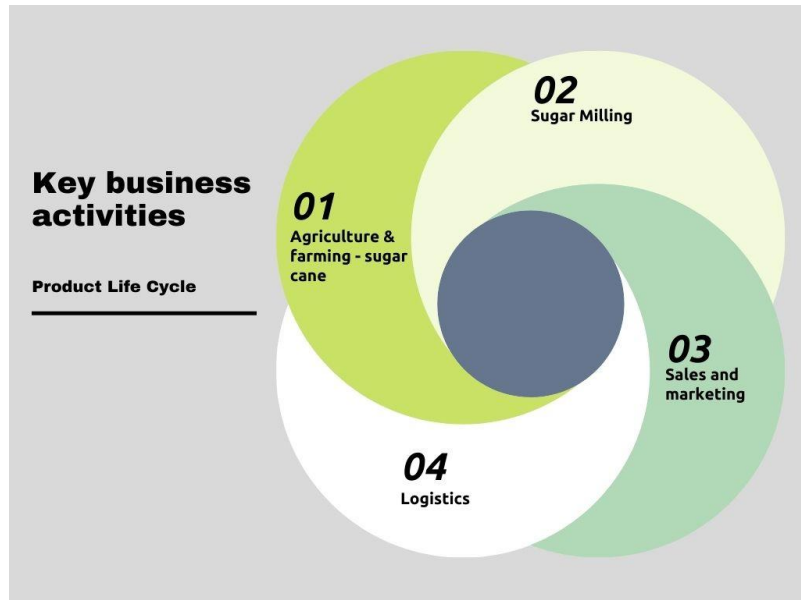 Key business
activities
Product Life Cycle
01
Agriculture &
farming - sugar
cane
02
Sugar Milling
03
Sales and
marketing
04
Logistics